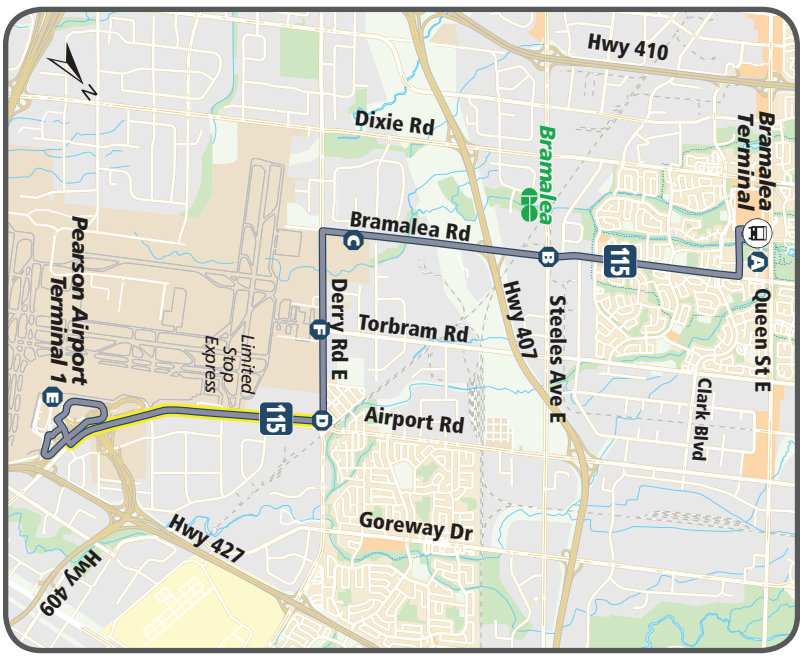 Hwy 410
Bramalea
Terminal
Dixie Rd
Bramalea
A
Bramalea Rd
C
B
115
Pearson Airport
Terminal 1
Derry Rd E
Hwy 407
Steeles Ave E
Queen St E
F
Torbram Rd
Limited
Stop
Express
Clark Blvd
E
115
D
Airport Rd
Goreway Dr
Hwy 427
Hwy 409
N